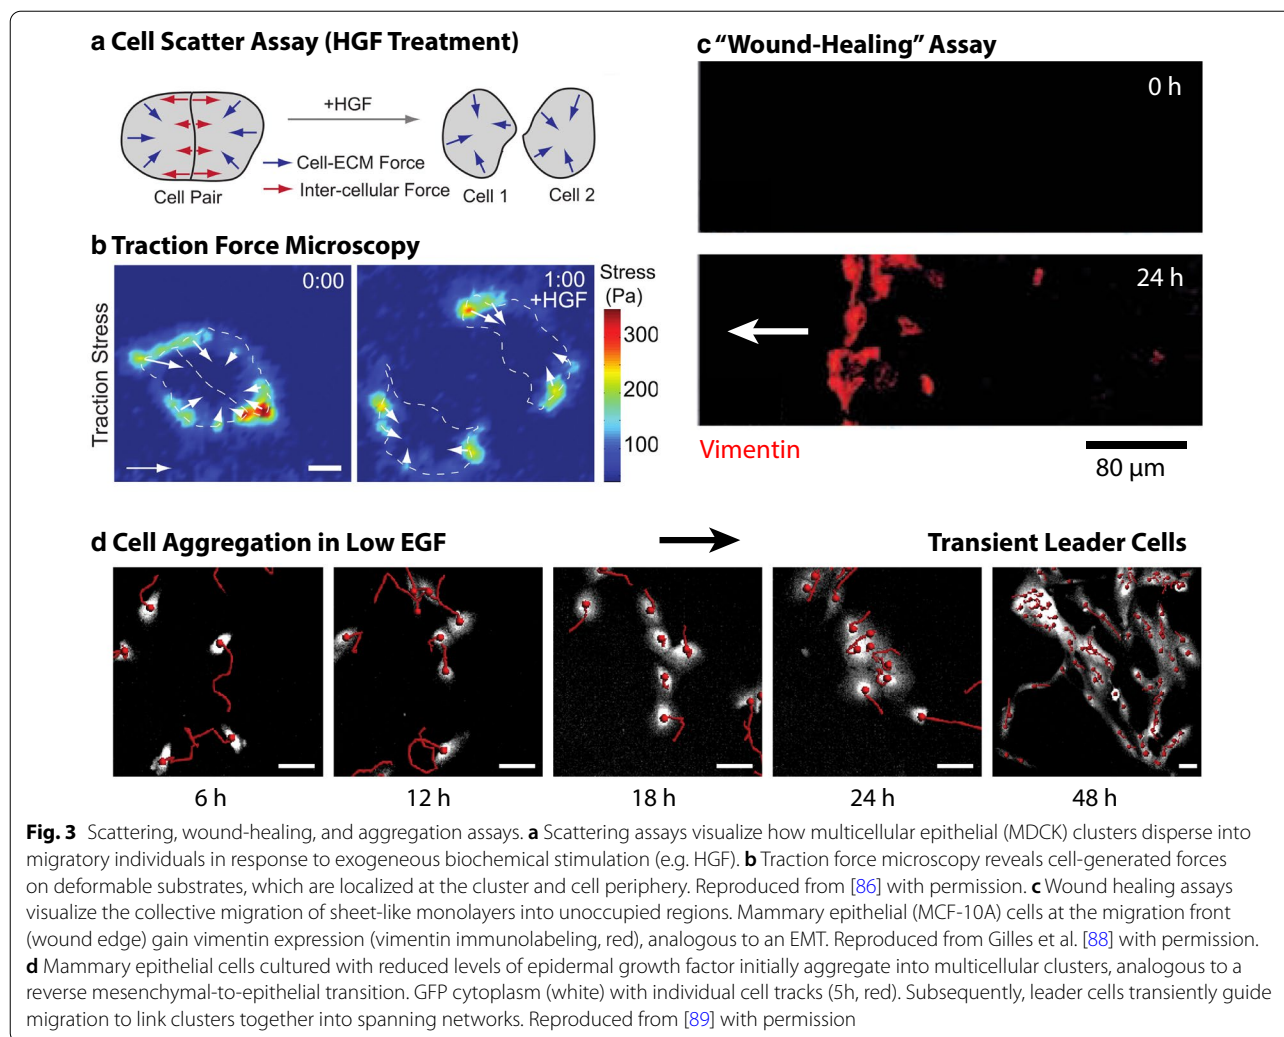 a Cell Scatter Assay (HGF Treatment)
+HGF
Cell-ECM Force
Inter-cellular Force
Cell Pair
Cell 1
Cell 2
b Traction Force Microscopy
Traction Stress
0:00
1:00
+HGF
Stress
(Pa)
300
200
100
c “Wound-Healing” Assay
0 h
24 h
Vimentin
80 µm
d Cell Aggregation in Low EGF
Transient Leader Cells
6 h
12 h
18 h
24 h
48 h
Fig. 3 Scattering, wound-healing, and aggregation assays. a Scattering assays visualize how multicellular epithelial (MDCK) clusters disperse into
migratory individuals in response to exogeneous biochemical stimulation (e.g. HGF). b Traction force microscopy reveals cell-generated forces
on deformable substrates, which are localized at the cluster and cell periphery. Reproduced from [86] with permission. c Wound healing assays
visualize the collective migration of sheet-like monolayers into unoccupied regions. Mammary epithelial (MCF-10A) cells at the migration front
(wound edge) gain vimentin expression (vimentin immunolabeling, red), analogous to an EMT. Reproduced from Gilles et al. [88] with permission.
d Mammary epithelial cells cultured with reduced levels of epidermal growth factor initially aggregate into multicellular clusters, analogous to a
reverse mesenchymal-to-epithelial transition. GFP cytoplasm (white) with individual cell tracks (5h, red). Subsequently, leader cells transiently guide
migration to link clusters together into spanning networks. Reproduced from [89] with permission